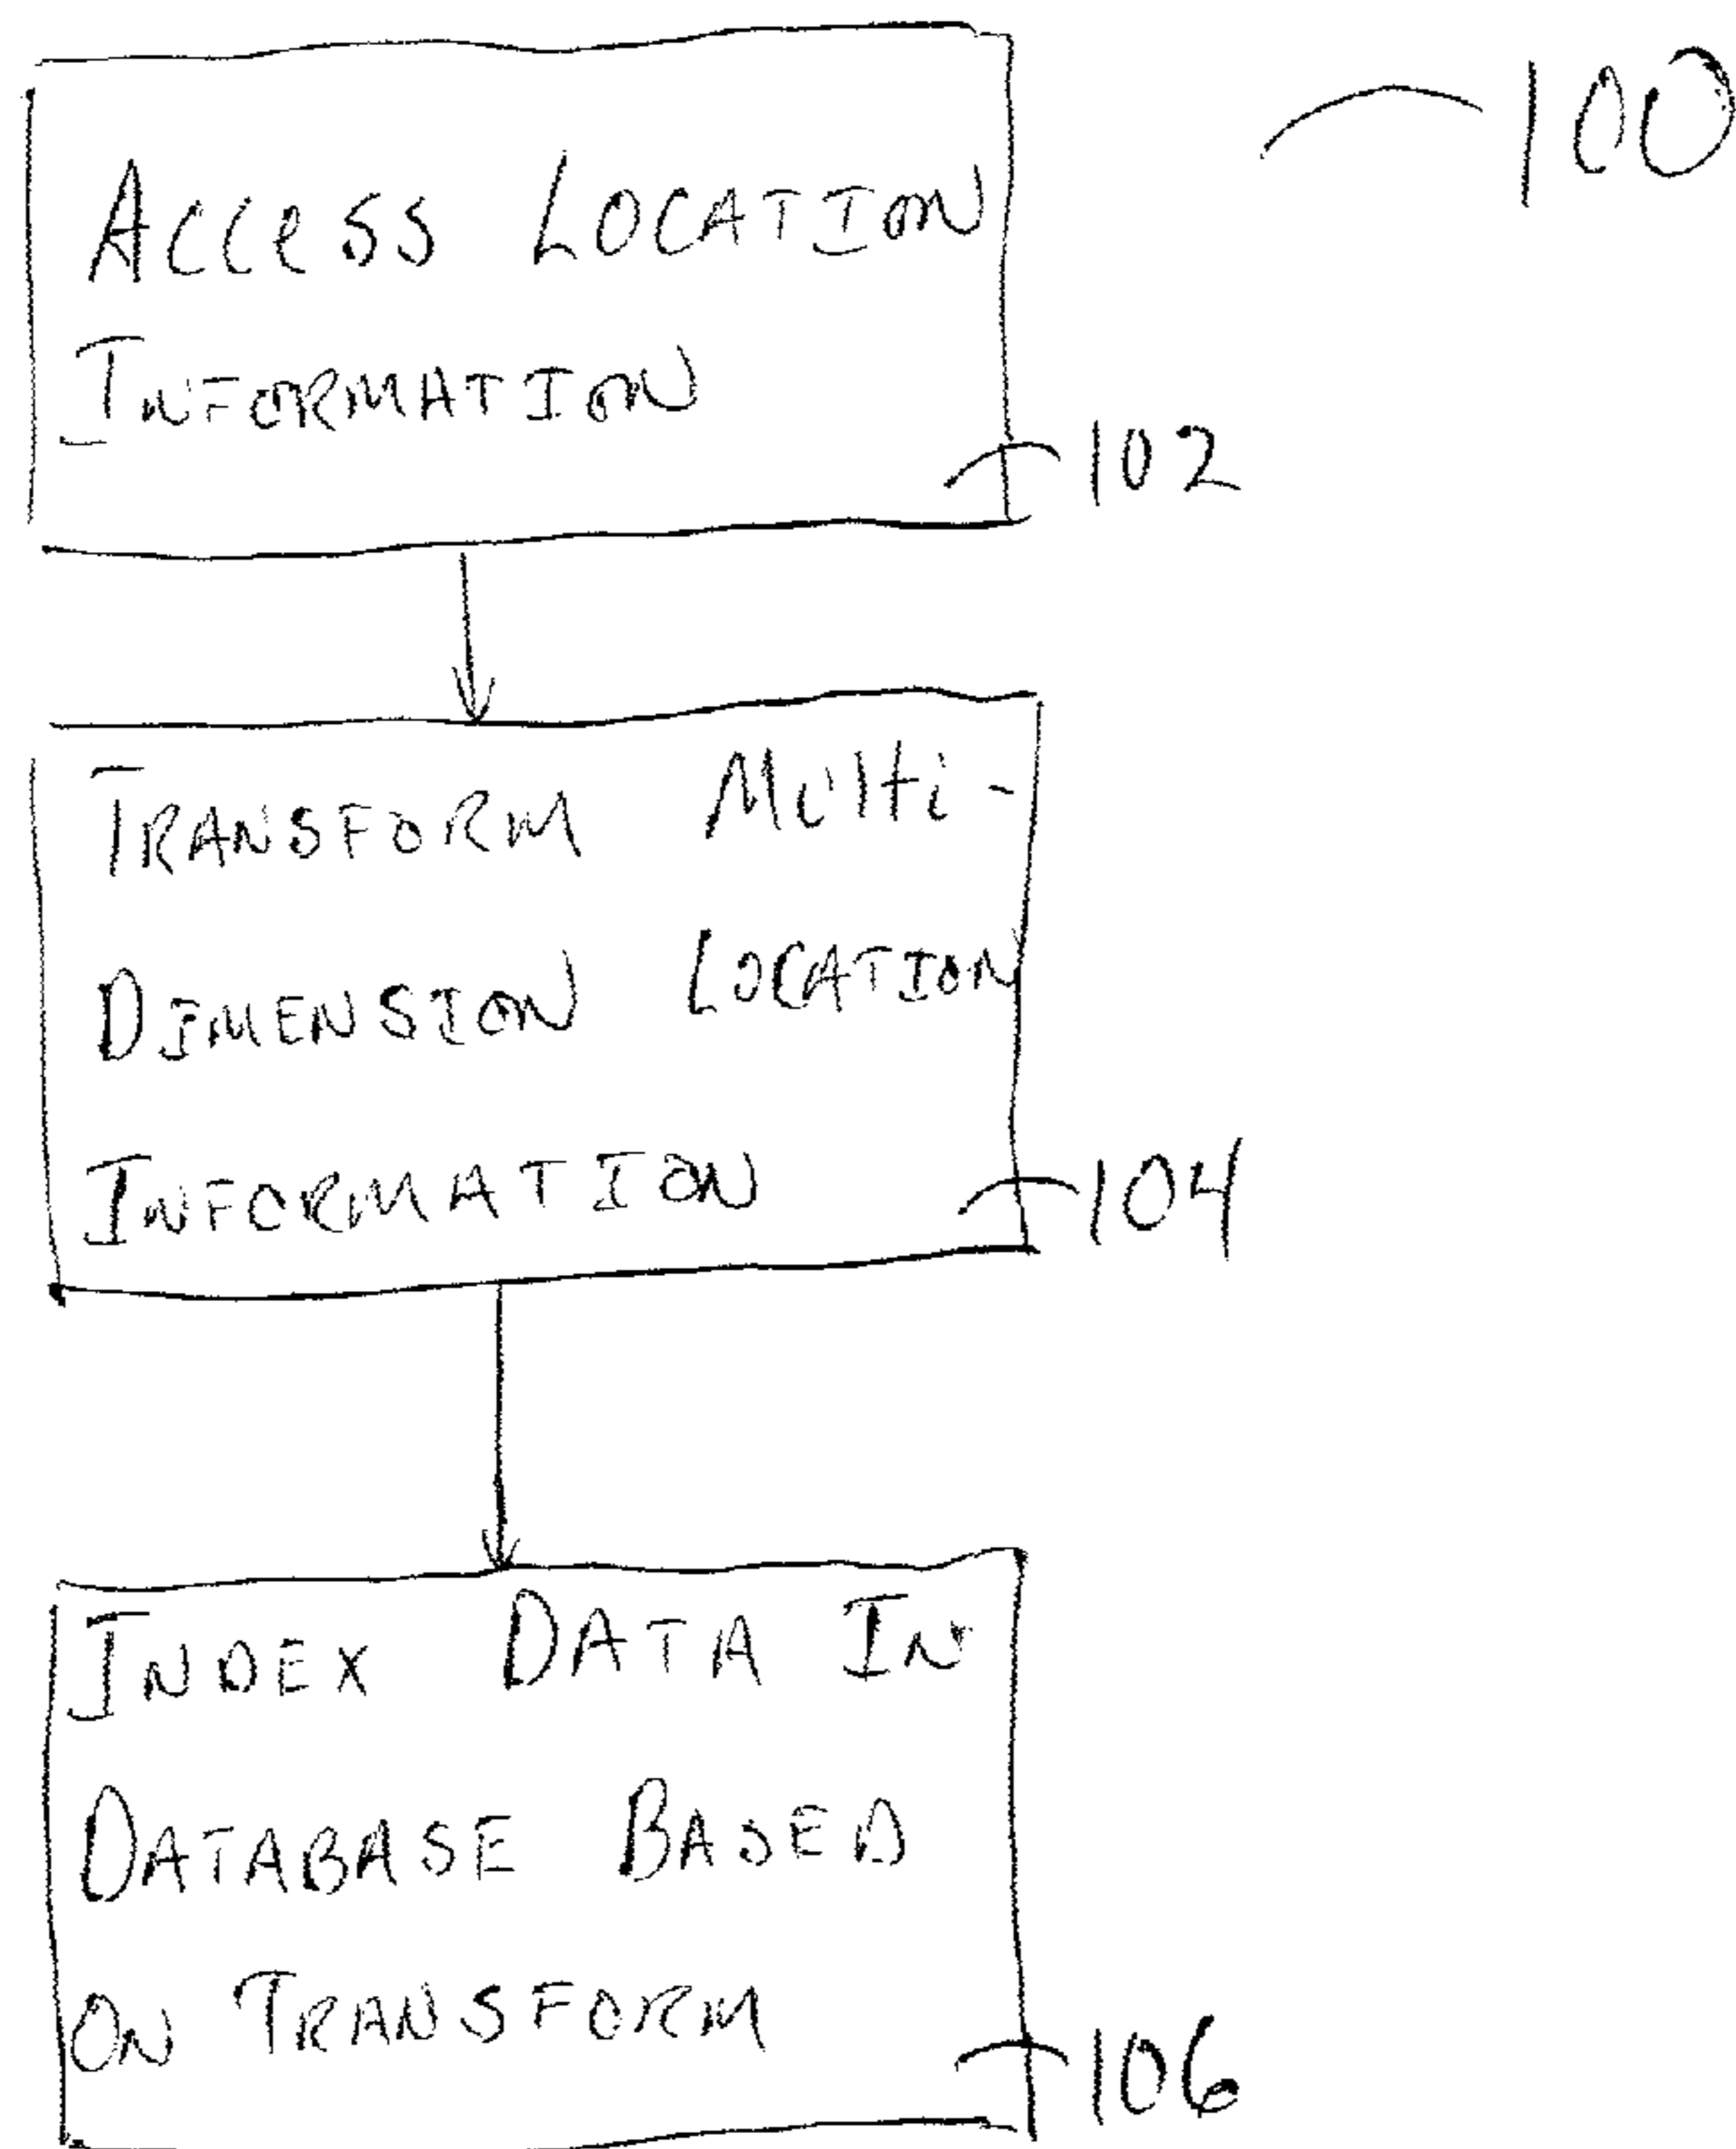 100
Access Location
Information
102
Transform Multi-
Dimension Location
Information
104
Index Data In
Database Based
On Transform
106